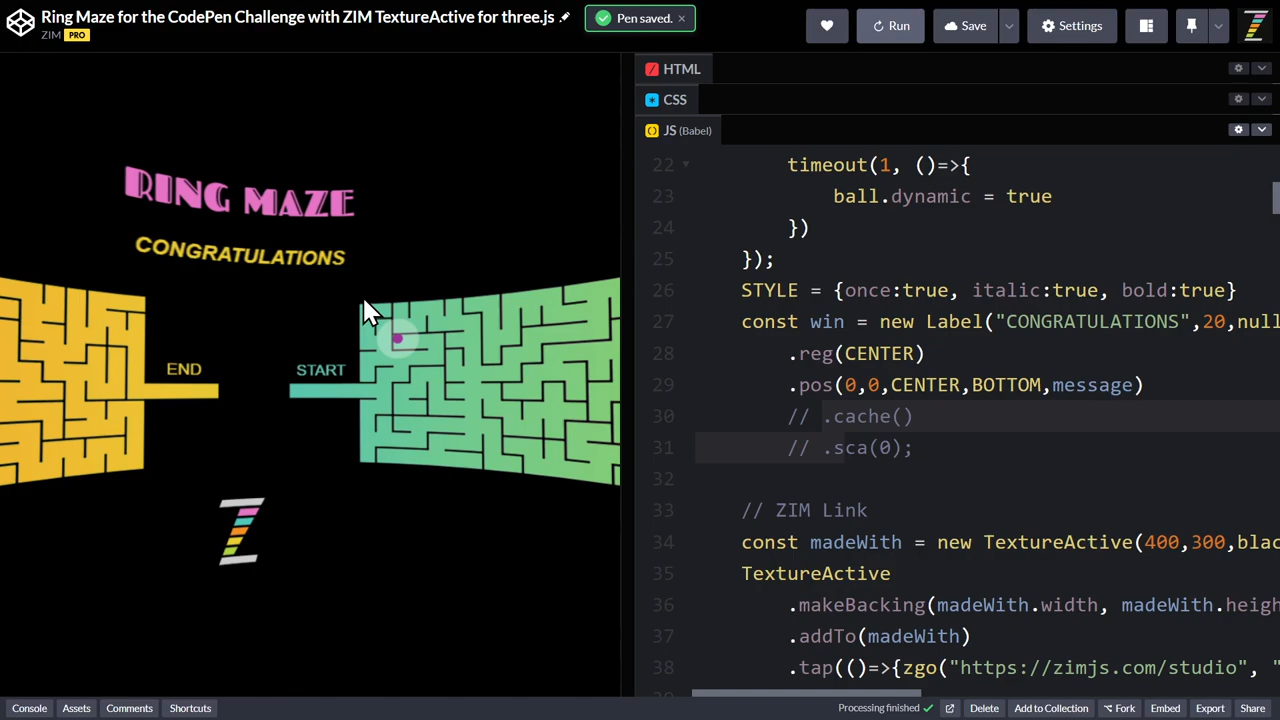 Ring Maze for the CodePen Challenge with ZIM TextureActive for three.js
ZIM PRO
Pen saved. ×
Run
Save
Settings
HTML
CSS
JS (Babel)
RING MAZE
CONGRATULATIONS
END
START
22 timeout(1, ()=>{
23 ball.dynamic = true
24 })
25 });
26 STYLE = {once:true, italic:true, bold:true}
27 const win = new Label("CONGRATULATIONS",20,null
28 .reg(CENTER)
29 .pos(0,0,CENTER,BOTTOM,message)
30 // .cache()
31 // .sca(0);
32
33 // ZIM Link
34 const madeWith = new TextureActive(400,300,blac
35 TextureActive
36 .makeBacking(madeWith.width, madeWith.heigh
37 .addTo(madeWith)
38 .tap(()=>{zgo("https://zimjs.com/studio", "
Console
Assets
Comments
Shortcuts
Processing finished
Delete
Add to Collection
Fork
Embed
Export
Share